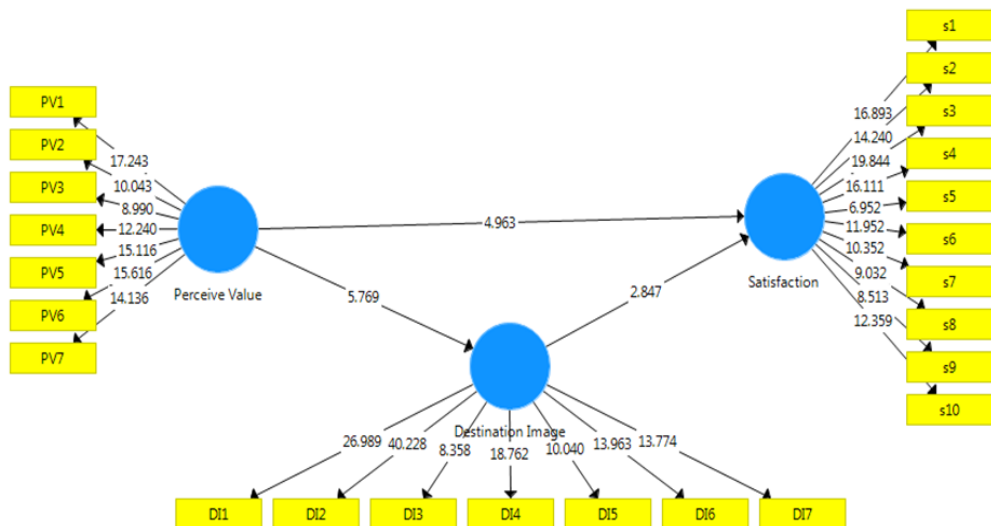 s1
s2
s3
s4
s5
s6
s7
s8
s9
s10
16.893
14.240
19.844
16.111
6.952
11.952
10.352
9.032
8.513
12.359
PV1
PV2
PV3
PV4
PV5
PV6
PV7
17.243
10.043
8.990
12.240
15.116
15.616
14.136
Perceive Value
4.963
Satisfaction
5.769
2.847
Destination Image
26.989
40.228
8.358
18.762
10.040
13.963
13.774
DI1
DI2
DI3
DI4
DI5
DI6
DI7